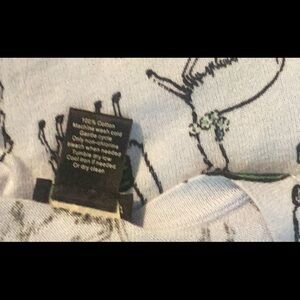 100% Cotton
Machine wash cold
Gentle cycle
Only non-chlorine
bleach when needed
Tumble dry low
Cool iron if needed
Or dry clean